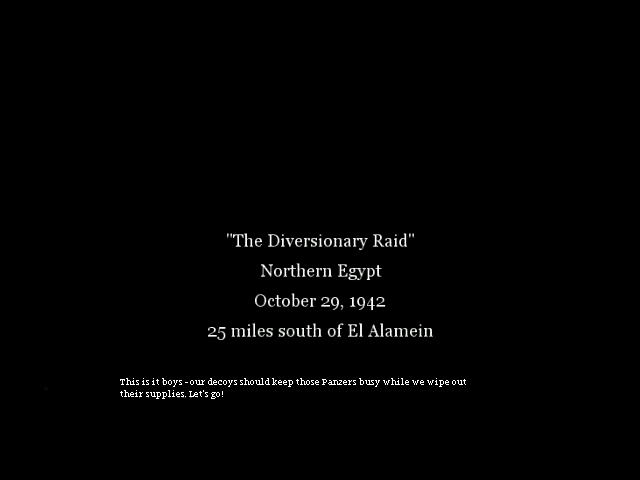 "The Diversionary Raid"
Northern Egypt
October 29, 1942
25 miles south of El Alamein
This is it boys - our decoys should keep those Panzers busy while we wipe out
their supplies. Let's go!